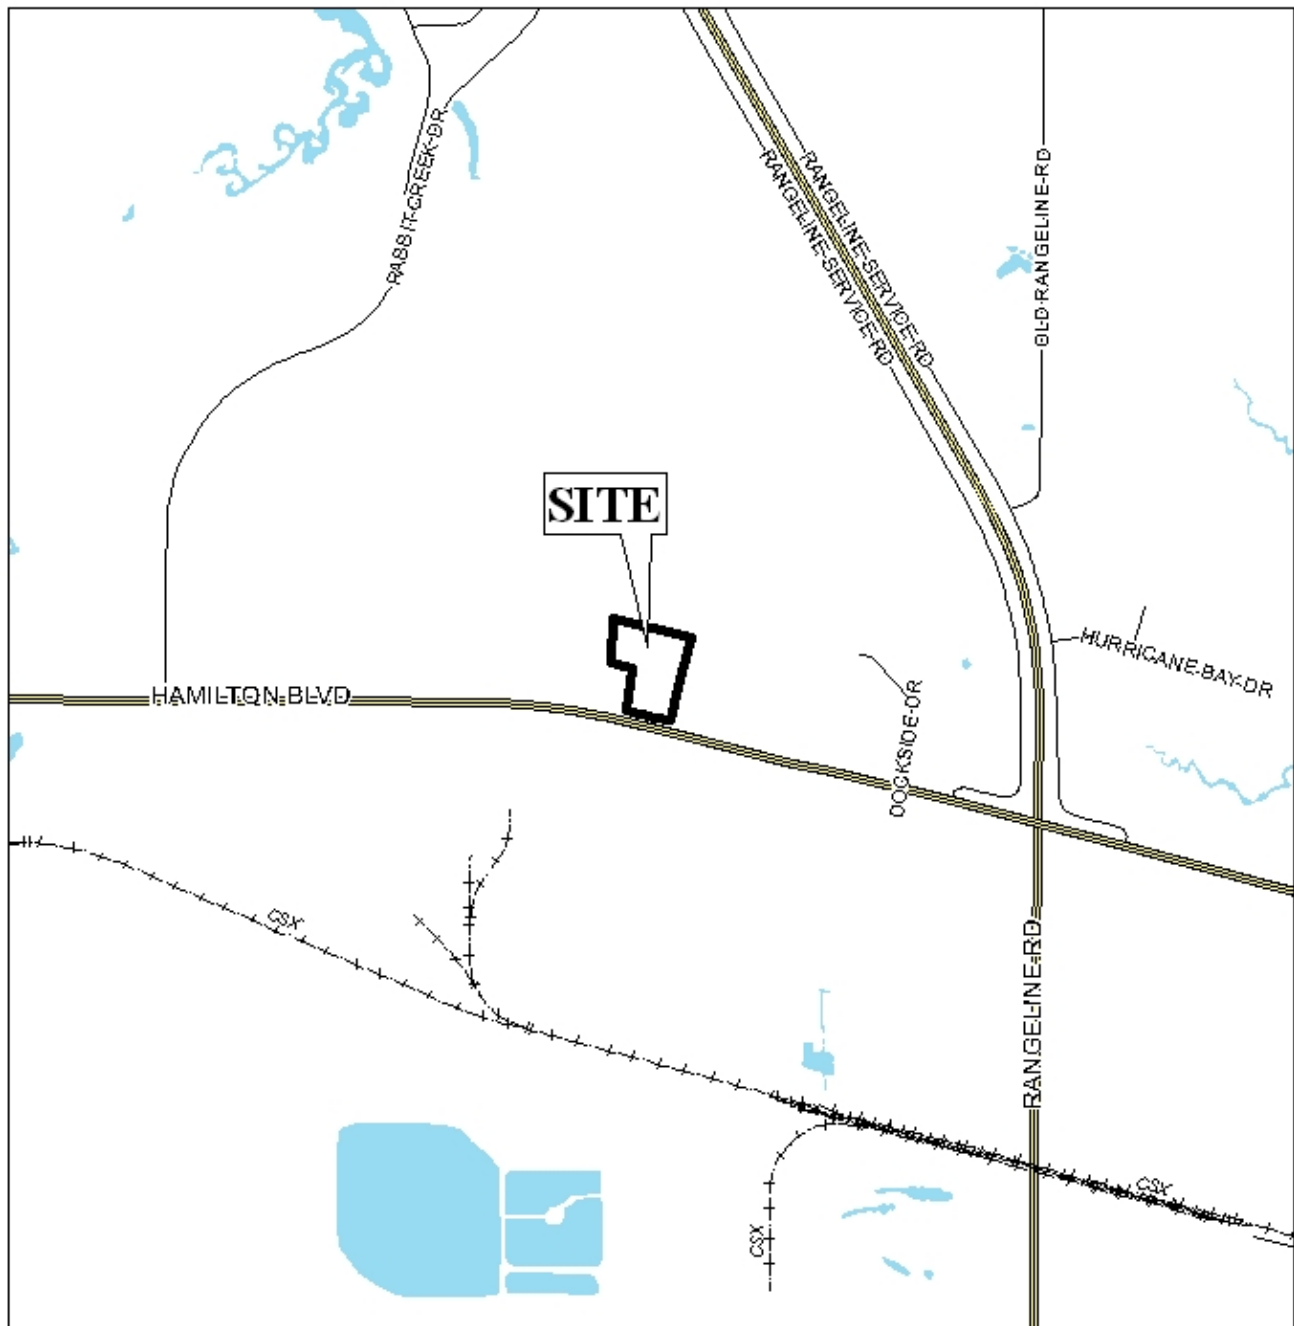 RABBIT-CREEK-DR
RANGELINE-SERVICE-RD
RANGELINE-SERVICE-RD
OLD-RANGELINE-RD
SITE
HURRICANE-BAY-DR
HAMILTON-BLVD
DOCKSIDE-DR
CSX
RANGELINE-RD
CSX
CSX